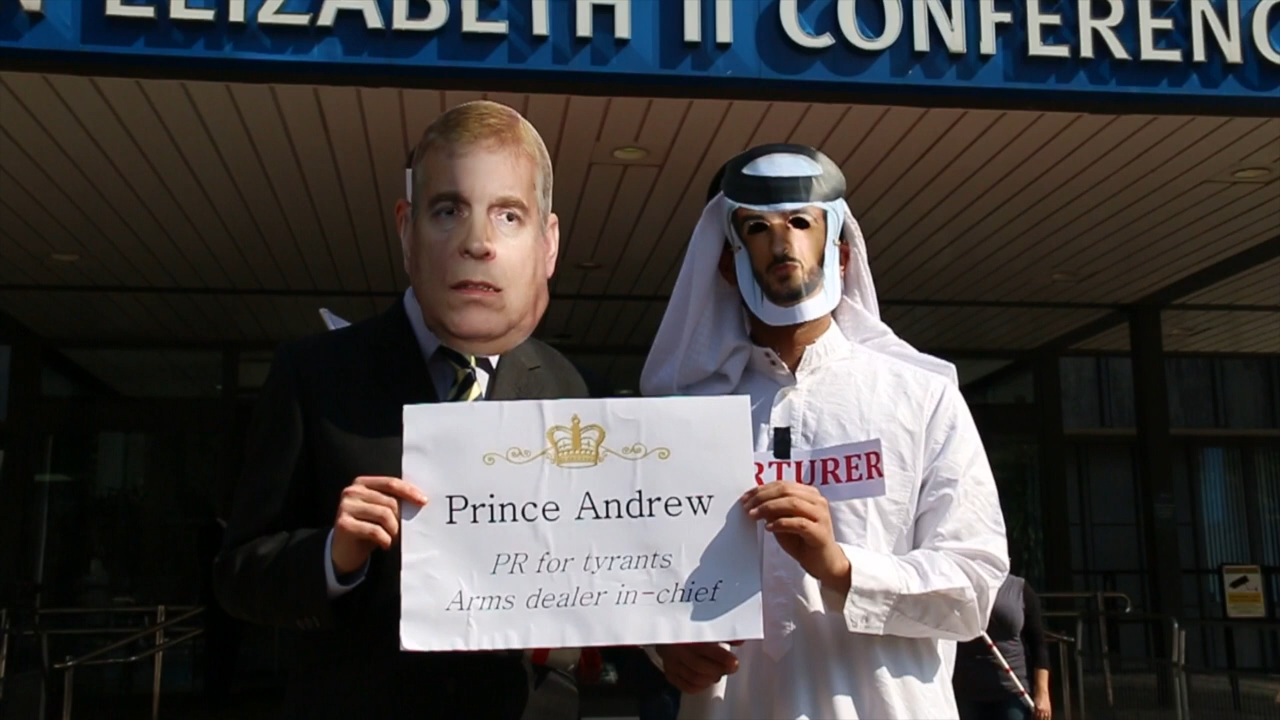 ELIZABETH II CONFERENC
Prince Andrew
PR for tyrants
Arms dealer in-chief
RTURER